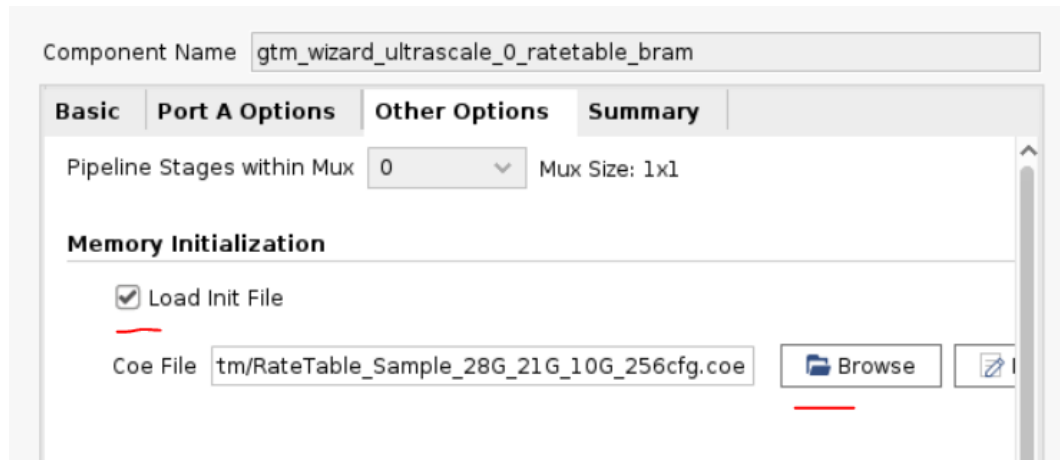 Component Name gtm_wizard_ultrascale_0_ratetable_bram
Basic Port A Options Other Options Summary
Pipeline Stages within Mux 0 Mux Size: 1x1
Memory Initialization
Load Init File
Coe File tm/RateTable_Sample_28G_21G_10G_256cfg.coe Browse